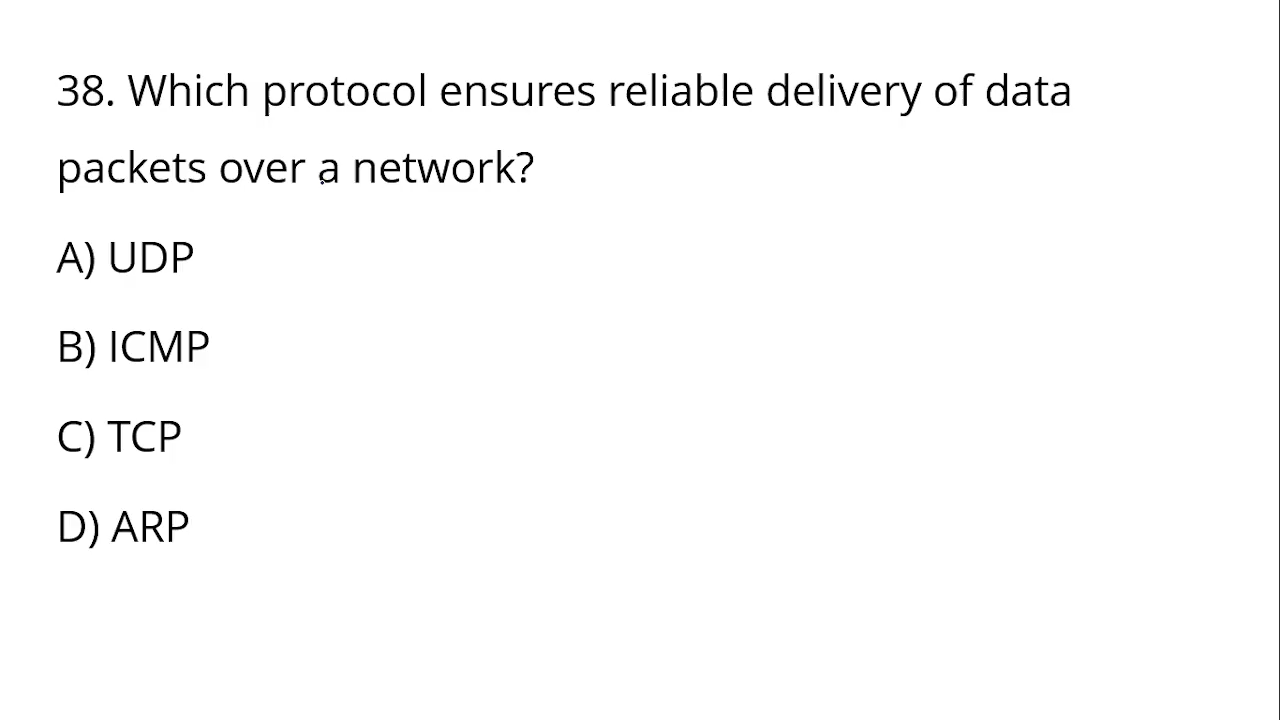 38. Which protocol ensures reliable delivery of data
packets over a network?
A) UDP
B) ICMP
C) TCP
D) ARP